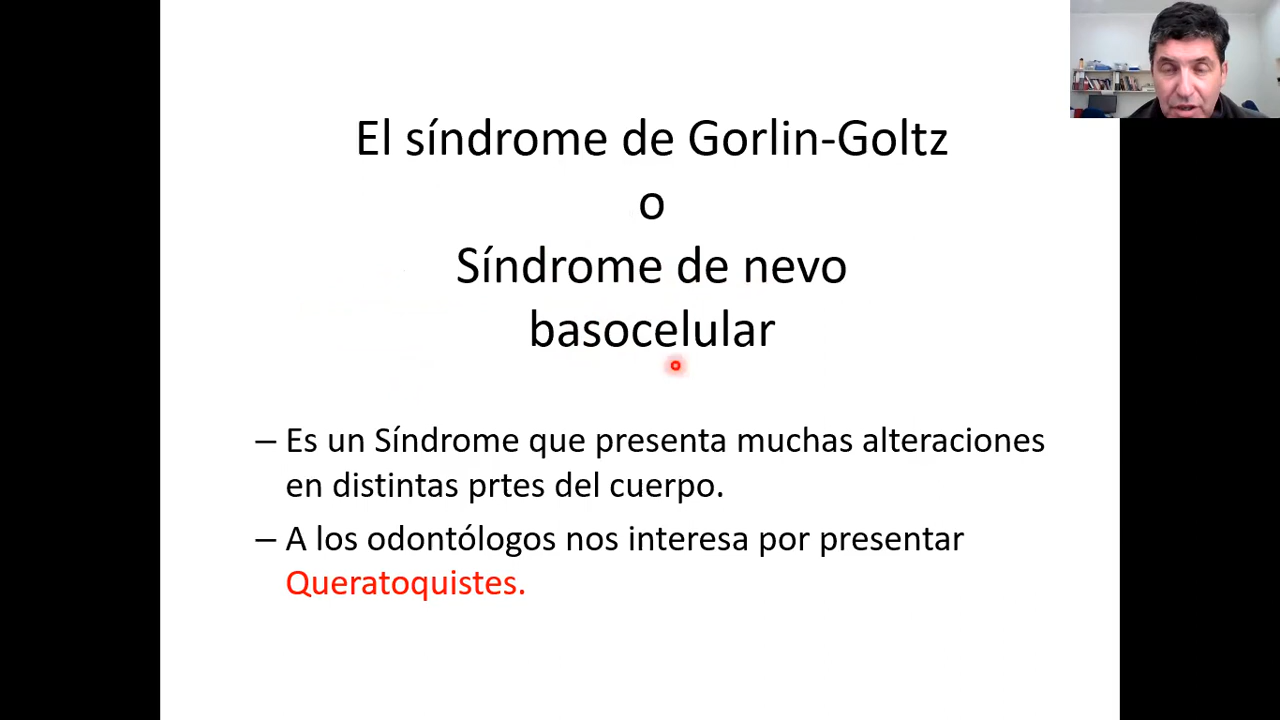 El síndrome de Gorlin-Goltz
o
Síndrome de nevo
basocelular
– Es un Síndrome que presenta muchas alteraciones
en distintas prtes del cuerpo.
– A los odontólogos nos interesa por presentar
Queratoquistes.